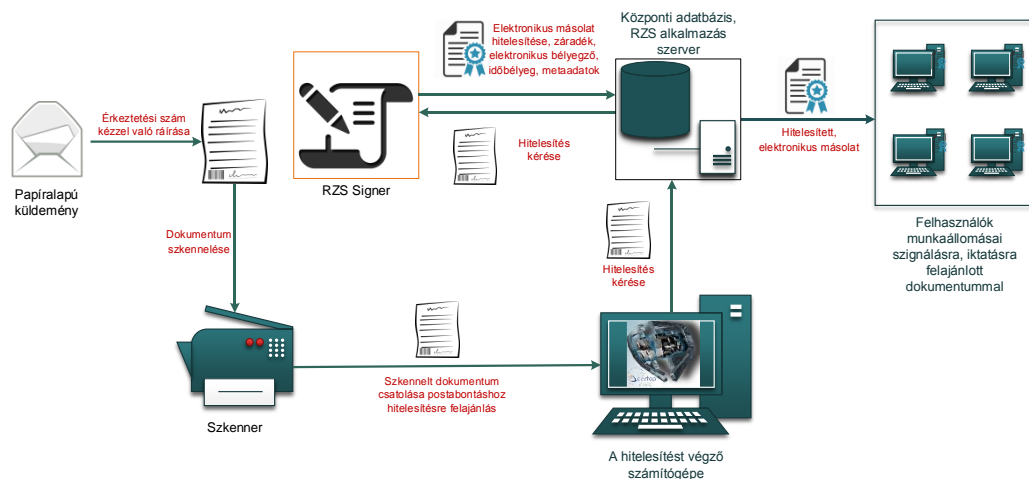 Elektronikus másolat
hitelesítése, záradék,
elektronikus bélyegző,
időbélyeg, metaadatok
Központi adatbázis,
RZS alkalmazás
szerver
Érkeztetési szám
kézzel való ráírása
Papíralapú
küldemény
RZS Signer
Hitelesítés
kérése
Hitelesített,
elektronikus másolat
Felhasználók
munkaállomásai
szignálásra, iktatásra
felajánlott
dokumentummal
Dokumentum
szkennelése
Hitelesítés
kérése
Szkennelt dokumentum
csatolása postabontáshoz
hitelesítésre felajánlás
Szkenner
A hitelesítést végző
számítógépe